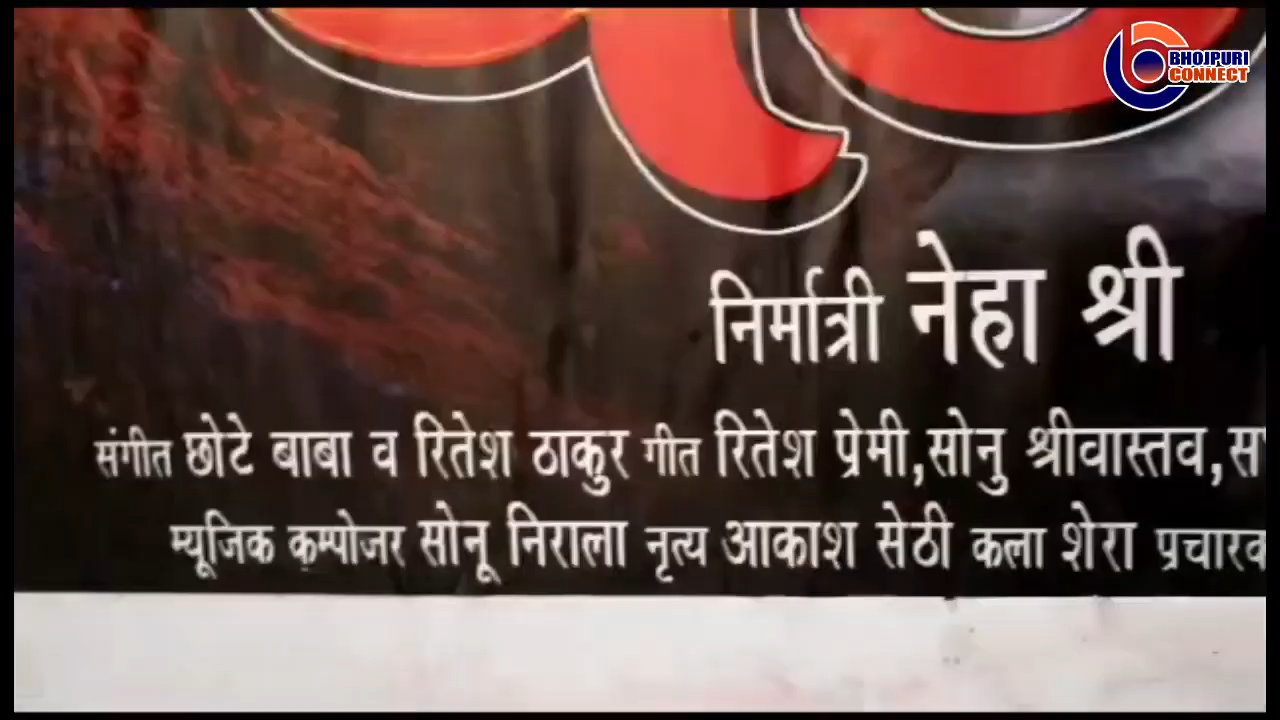 BHOJPURI
CONNECT
निर्मात्री नेहा श्री
संगीत छोटे बाबा व रितेश ठाकुर गीत रितेश प्रेमी,सोनु श्रीवास्तव,
म्यूजिक कम्पोजर सोनू निराला नृत्य आकाश सेठी कला शेरा